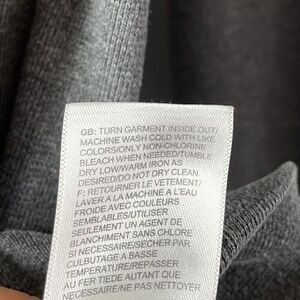 GB: TURN GARMENT INSIDE OUT/
MACHINE WASH COLD WITH LIKE
COLORS/ONLY NON-CHLORINE
BLEACH WHEN NEEDED/TUMBLE
DRY LOW/WARM IRON AS
DESIRED/DO NOT DRY CLEAN
F: RETOURNER LE VETEMENT/
LAVER A LA MACHINE A L'EAU
FROIDE AVEC COULEURS
SEMBLABLES/UTILISER
SEULEMENT UN AGENT DE
BLANCHIMENT SANS CHLORE
SI NECESSAIRE/SECHER PAR
CULBUTAGE A BASSE
TEMPERATURE/REPASSER
AU FER TIEDE AUTANT QUE
NECESSAIRE/NE PAS NETTOYER